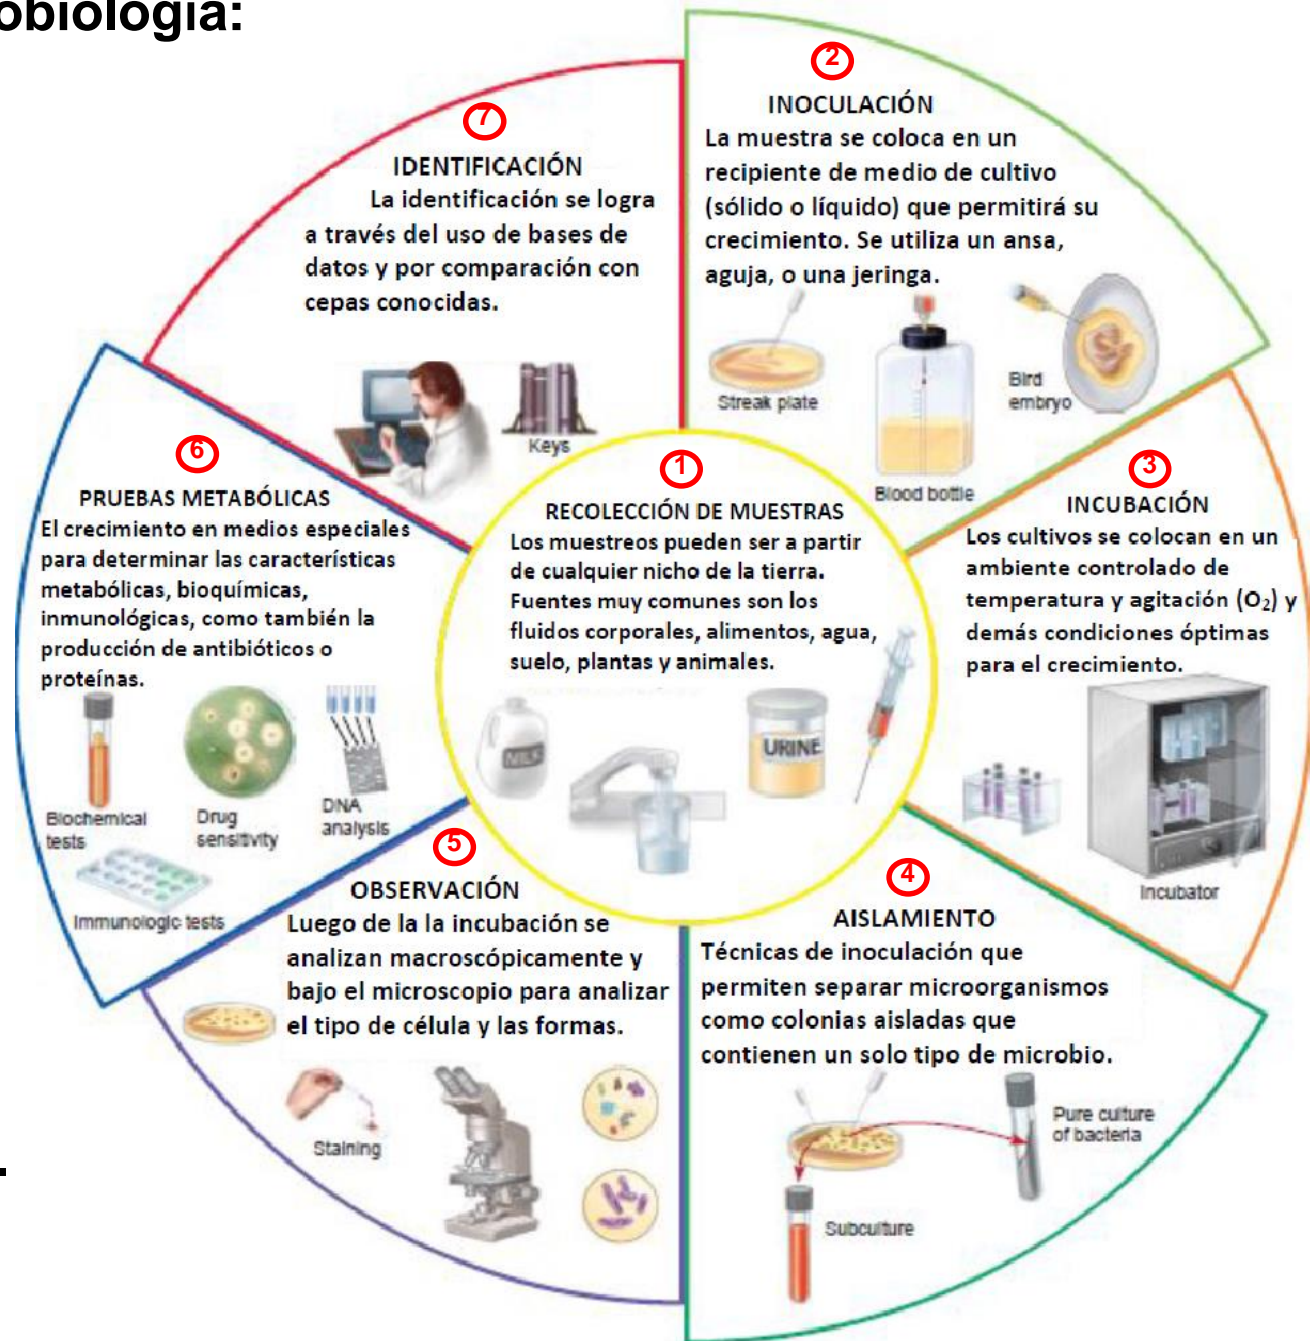 obiología:
1
RECOLECCIÓN DE MUESTRAS
Los muestreos pueden ser a partir
de cualquier nicho de la tierra.
Fuentes muy comunes son los
fluidos corporales, alimentos, agua,
suelo, plantas y animales.
MILK
URINE
2
INOCULACIÓN
La muestra se coloca en un
recipiente de medio de cultivo
(sólido o líquido) que permitirá su
crecimiento. Se utiliza un ansa,
aguja, o una jeringa.
Streak plate
Blood bottle
Bird
embryo
3
INCUBACIÓN
Los cultivos se colocan en un
ambiente controlado de
temperatura y agitación (O₂) y
demás condiciones óptimas
para el crecimiento.
Incubator
4
AISLAMIENTO
Técnicas de inoculación que
permiten separar microorganismos
como colonias aisladas que
contienen un solo tipo de microbio.
Pure culture
of bacteria
Subculture
5
OBSERVACIÓN
Luego de la la incubación se
analizan macroscópicamente y
bajo el microscopio para analizar
el tipo de célula y las formas.
Staining
6
PRUEBAS METABÓLICAS
El crecimiento en medios especiales
para determinar las características
metabólicas, bioquímicas,
inmunológicas, como también la
producción de antibióticos o
proteínas.
Biochemical
tests
Drug
sensitivity
DNA
analysis
Immunologic tests
7
IDENTIFICACIÓN
La identificación se logra
a través del uso de bases de
datos y por comparación con
cepas conocidas.
Keys
.